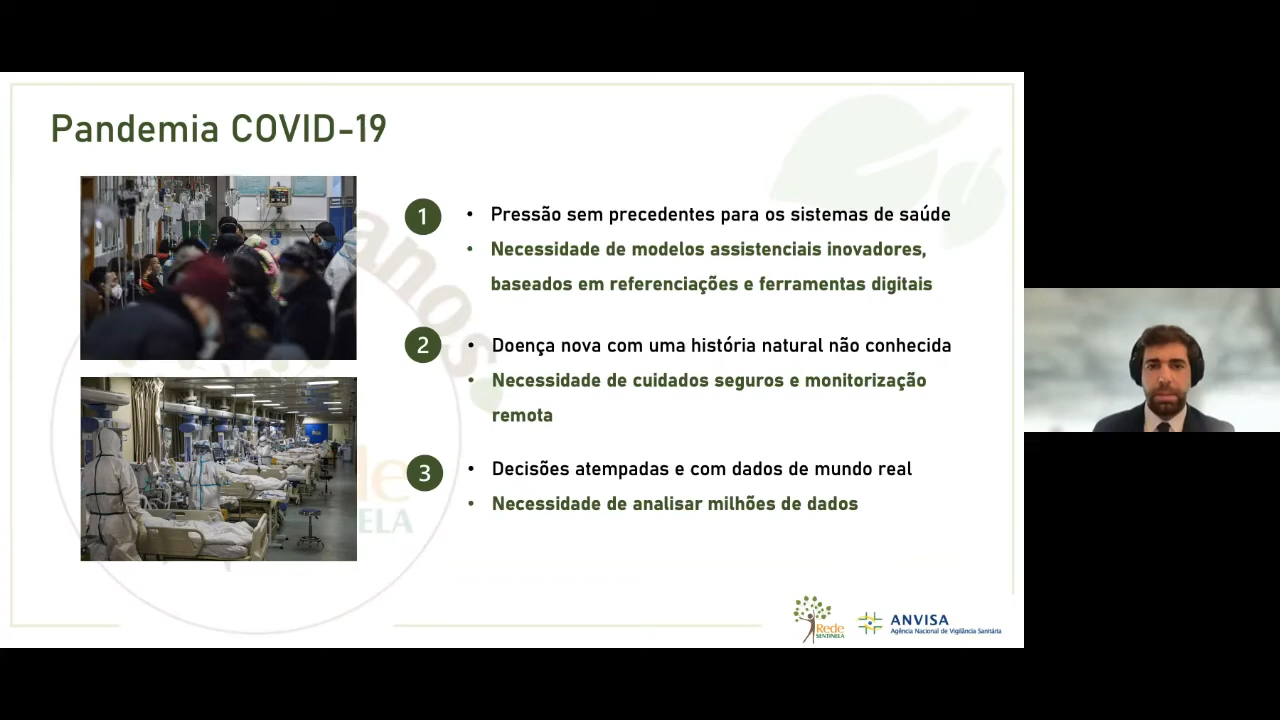 Pandemia COVID-19
1
• Pressão sem precedentes para os sistemas de saúde
• Necessidade de modelos assistenciais inovadores,
baseados em referenciações e ferramentas digitais
2
• Doença nova com uma história natural não conhecida
• Necessidade de cuidados seguros e monitorização
remota
3
• Decisões atempadas e com dados de mundo real
• Necessidade de analisar milhões de dados
anos
Rede
SENTINELA
ANVISA
Agência Nacional de Vigilância Sanitária